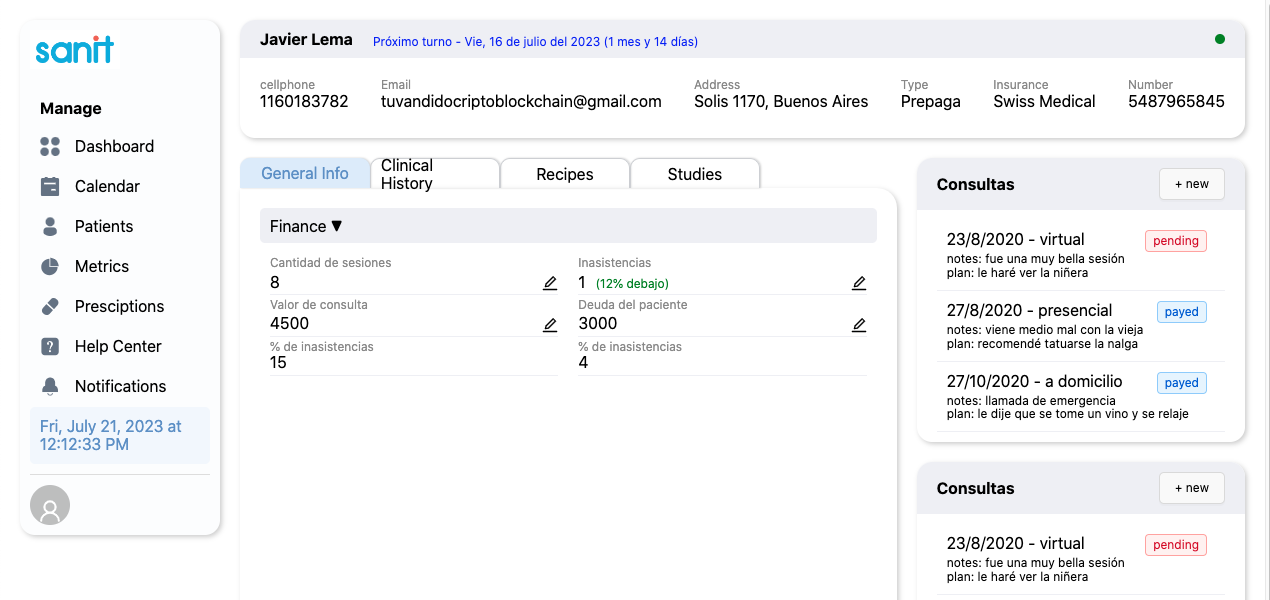 sanit
Manage
Dashboard
Calendar
Patients
Metrics
Presciptions
Help Center
Notifications
Fri, July 21, 2023 at
12:12:33 PM
Javier Lema
Próximo turno - Vie, 16 de julio del 2023 (1 mes y 14 días)
cellphone
1160183782
Email
tuvandidocriptoblockchain@gmail.com
Address
Solis 1170, Buenos Aires
Type
Prepaga
Insurance
Swiss Medical
Number
5487965845
General Info
Clinical
History
Recipes
Studies
Finance ▼
Cantidad de sesiones
8
Inasistencias
1 (12% debajo)
Valor de consulta
4500
Deuda del paciente
3000
% de inasistencias
15
% de inasistencias
4
Consultas
+ new
23/8/2020 - virtual
pending
notes: fue una muy bella sesión
plan: le haré ver la niñera
27/8/2020 - presencial
payed
notes: viene medio mal con la vieja
plan: recomendé tatuarse la nalga
27/10/2020 - a domicilio
payed
notes: llamada de emergencia
plan: le dije que se tome un vino y se relaje
Consultas
+ new
23/8/2020 - virtual
pending
notes: fue una muy bella sesión
plan: le haré ver la niñera